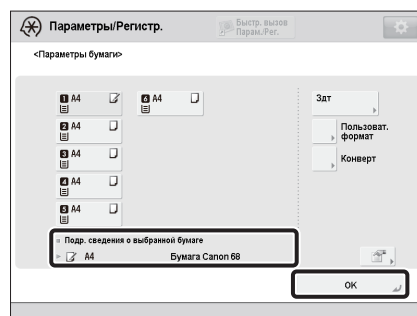 Параметры/Регистр.
Быстр. вызов
Парам./Рег.
<Параметры бумаги>
1 A4
6 A4
Здт
2 A4
Пользоват.
формат
3 A4
Конверт
4 A4
5 A4
Подр. сведения о выбранной бумаге
A4 Бумага Canon 68
OK